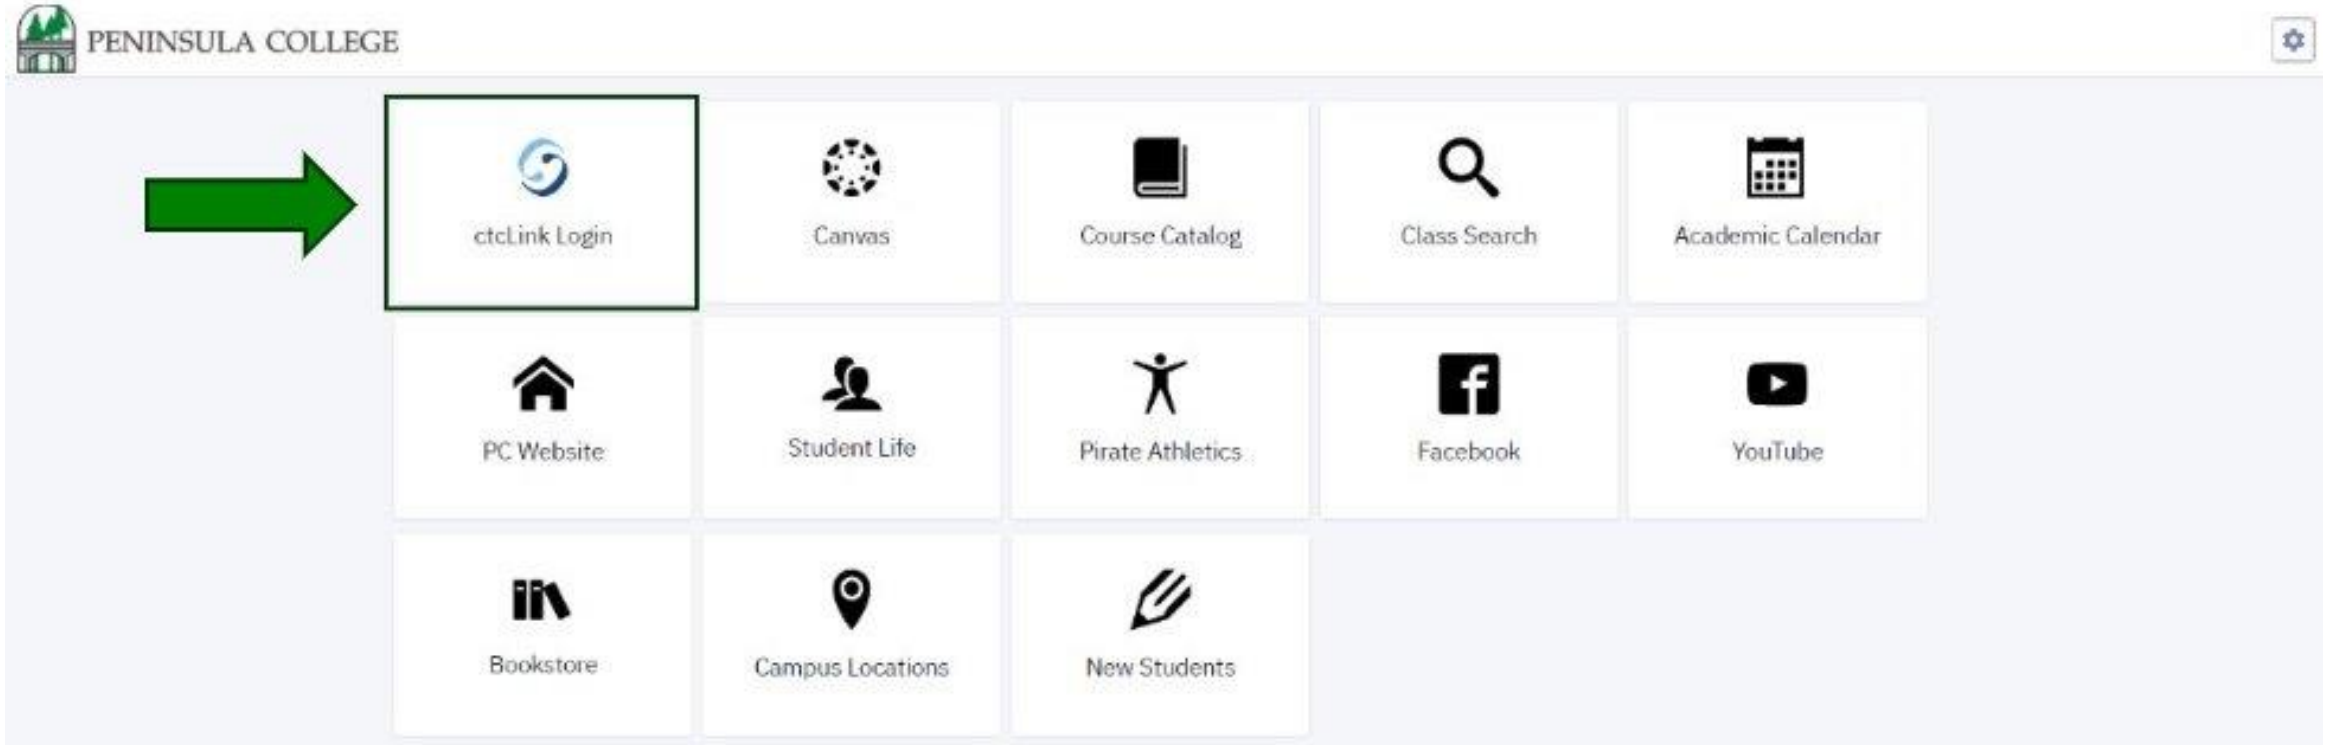 PENINSULA COLLEGE
ctcLink Login
Canvas
Course Catalog
Class Search
Academic Calendar
PC Website
Student Life
Pirate Athletics
Facebook
YouTube
Bookstore
Campus Locations
New Students